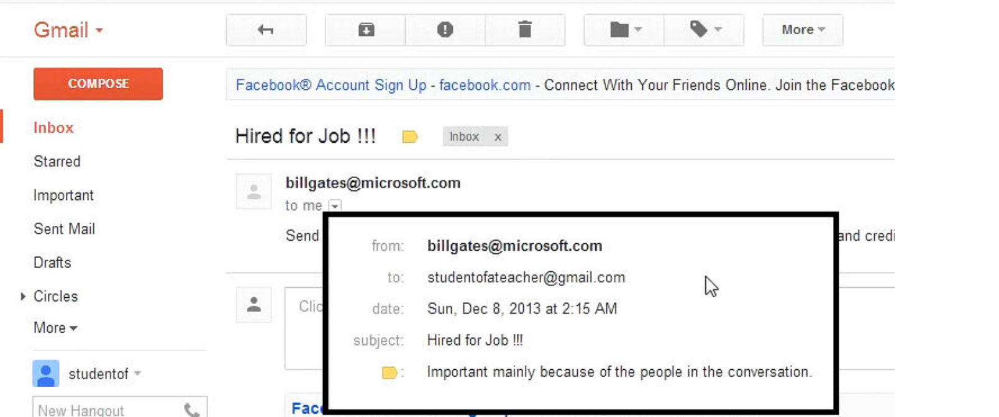 Gmail
More
COMPOSE
Facebook® Account Sign Up - facebook.com - Connect With Your Friends Online. Join the Facebook
Inbox
Starred
Important
Sent Mail
Drafts
Circles
More
studentof
New Hangout
Hired for Job !!!
Inbox x
billgates@microsoft.com
to me
Send and credi
Clic
from: billgates@microsoft.com
to: studentofateacher@gmail.com
date: Sun, Dec 8, 2013 at 2:15 AM
subject: Hired for Job !!!
: Important mainly because of the people in the conversation.
Face